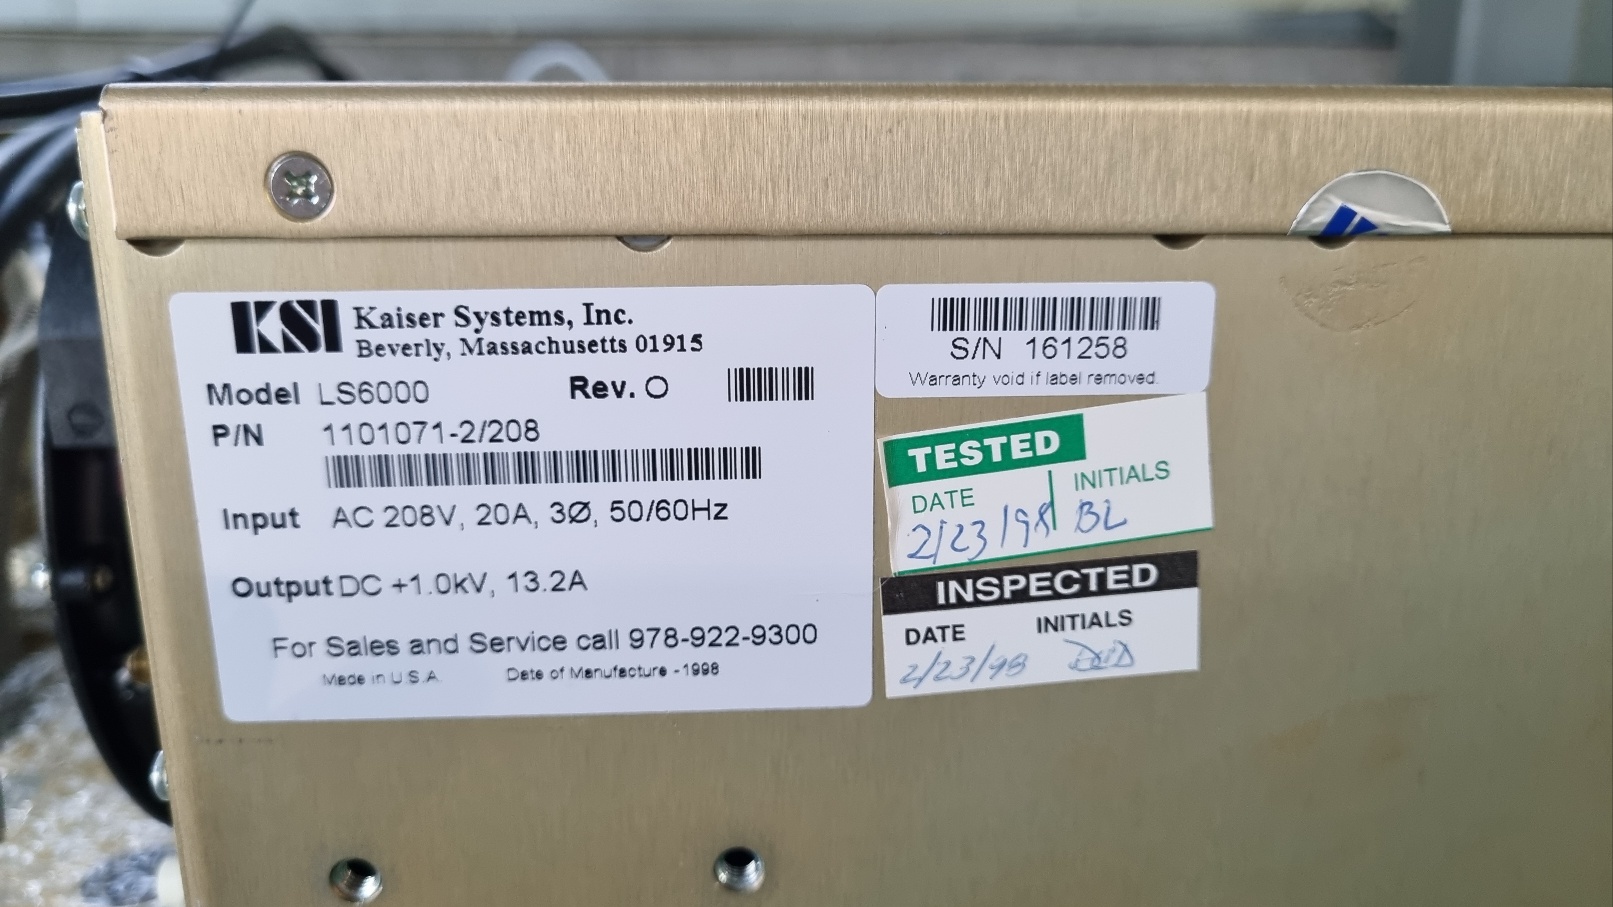 KSI Kaiser Systems, Inc.
Beverly, Massachusetts 01915
Model LS6000 Rev. O
P/N 1101071-2/208
Input AC 208V, 20A, 3Ø, 50/60Hz
Output DC +1.0kV, 13.2A
For Sales and Service call 978-922-9300
Made in U.S.A. Date of Manufacture - 1998
S/N 161258
Warranty void if label removed.
TESTED
DATE INITIALS
2/23/98 BL
INSPECTED
DATE INITIALS
2/23/98